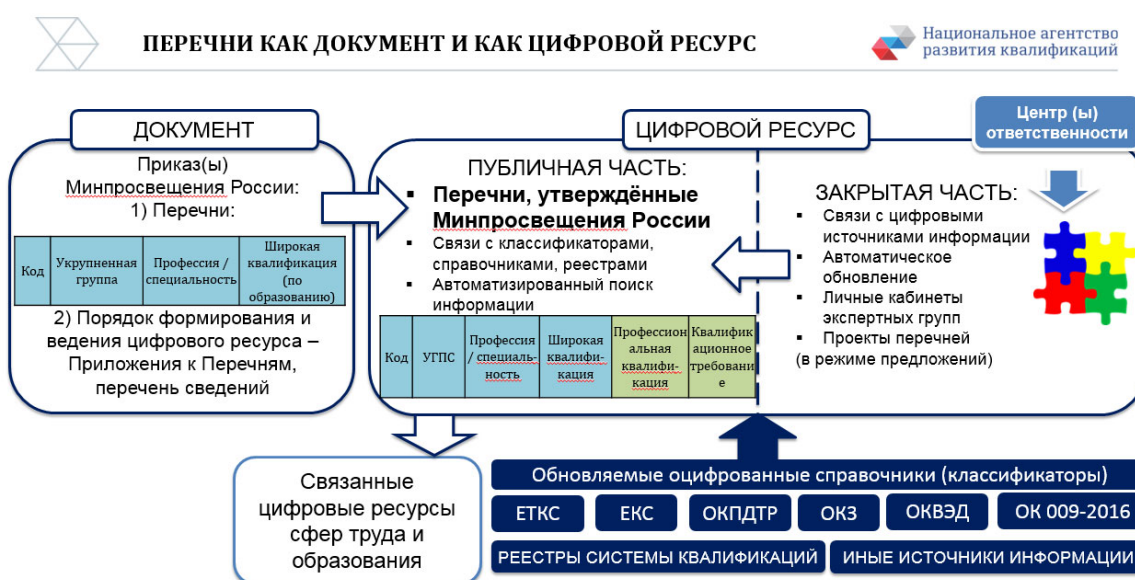 ПЕРЕЧНИ КАК ДОКУМЕНТ И КАК ЦИФРОВОЙ РЕСУРС
Национальное агентство
развития квалификаций
ДОКУМЕНТ
Приказ(ы)
Минпросвещения России:
1) Перечни:
Код
Укрупненная
группа
Профессия /
специальность
Широкая
квалификация
(по
образованию)
2) Порядок формирования и
ведения цифрового ресурса –
Приложения к Перечням,
перечень сведений
ЦИФРОВОЙ РЕСУРС
ПУБЛИЧНАЯ ЧАСТЬ:
▪ Перечни, утверждённые
Минпросвещения России
▪ Связи с классификаторами,
справочниками, реестрами
▪ Автоматизированный поиск
информации
Код
УГПС
Профессия
/ специаль-
ность
Широкая
квалифи-
кация
Профессион
альная
квалифи-
кация
Квалифик
ационное
требовани
е
Центр (ы)
ответственности
ЗАКРЫТАЯ ЧАСТЬ:
▪ Связи с цифровыми
источниками информации
▪ Автоматическое
обновление
▪ Личные кабинеты
экспертных групп
▪ Проекты перечней
(в режиме предложений)
Связанные
цифровые ресурсы
сфер труда и
образования
Обновляемые оцифрованные справочники (классификаторы)
ЕТКС
ЕКС
ОКПДТР
ОКЗ
ОКВЭД
ОК 009-2016
РЕЕСТРЫ СИСТЕМЫ КВАЛИФИКАЦИЙ
ИНЫЕ ИСТОЧНИКИ ИНФОРМАЦИИ